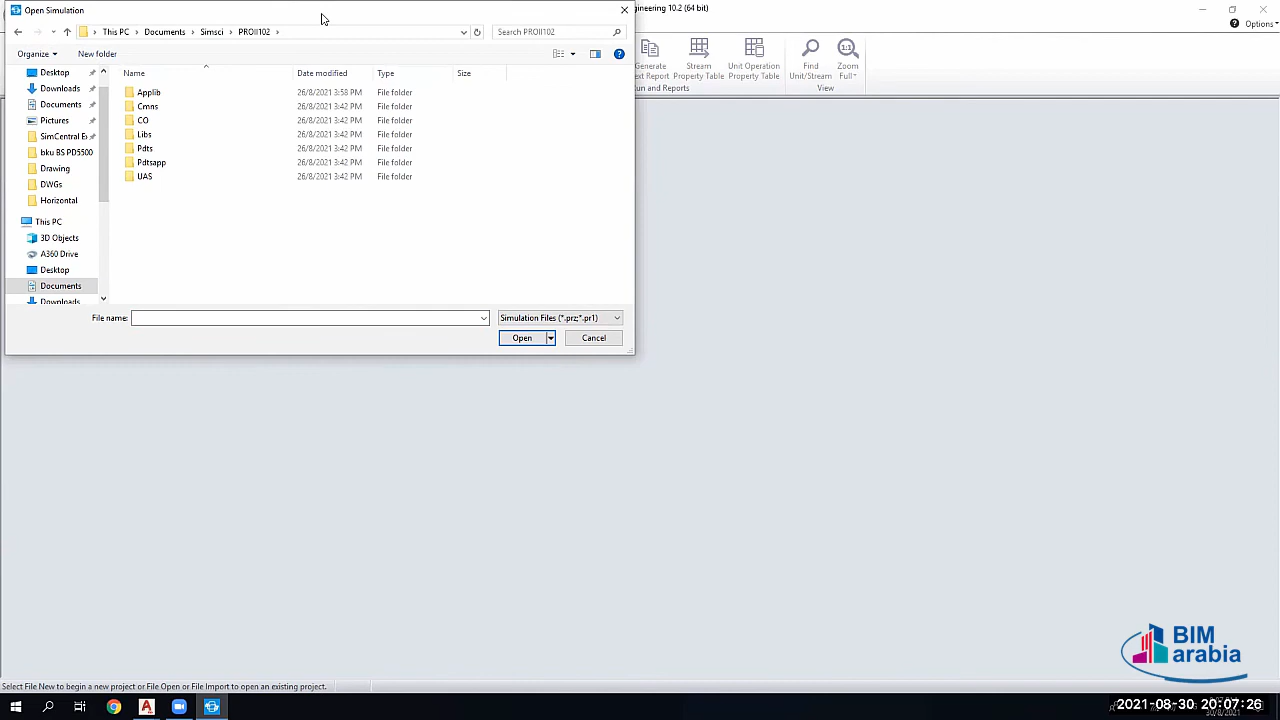 Open Simulation
ngineering 10.2 (64 bit)
Options
This PC > Documents > Simsci > PROII102 >
Search PROII102
Organize
New folder
Generate
ext Report
Stream
Property Table
Unit Operation
Property Table
Find
Unit/Stream
Zoom
Full
un and Reports
View
Name
Date modified
Type
Size
Applib 26/8/2021 3:58 PM File folder
Cmns 26/8/2021 3:42 PM File folder
CO 26/8/2021 3:42 PM File folder
Libs 26/8/2021 3:42 PM File folder
Pdts 26/8/2021 3:42 PM File folder
Pdtsapp 26/8/2021 3:42 PM File folder
UAS 26/8/2021 3:42 PM File folder
Desktop
Downloads
Documents
Pictures
SimCentral E
bku BS PD5500
Drawing
DWGs
Horizontal
This PC
3D Objects
A360 Drive
Desktop
Documents
Downloads
File name:
Simulation Files (*.prz;*.pr1)
Open
Cancel
BIM
arabia
Select File New to begin a new project or File Open or File Import to open an existing project.
2021-08-30 20:07:26
30/8/2021